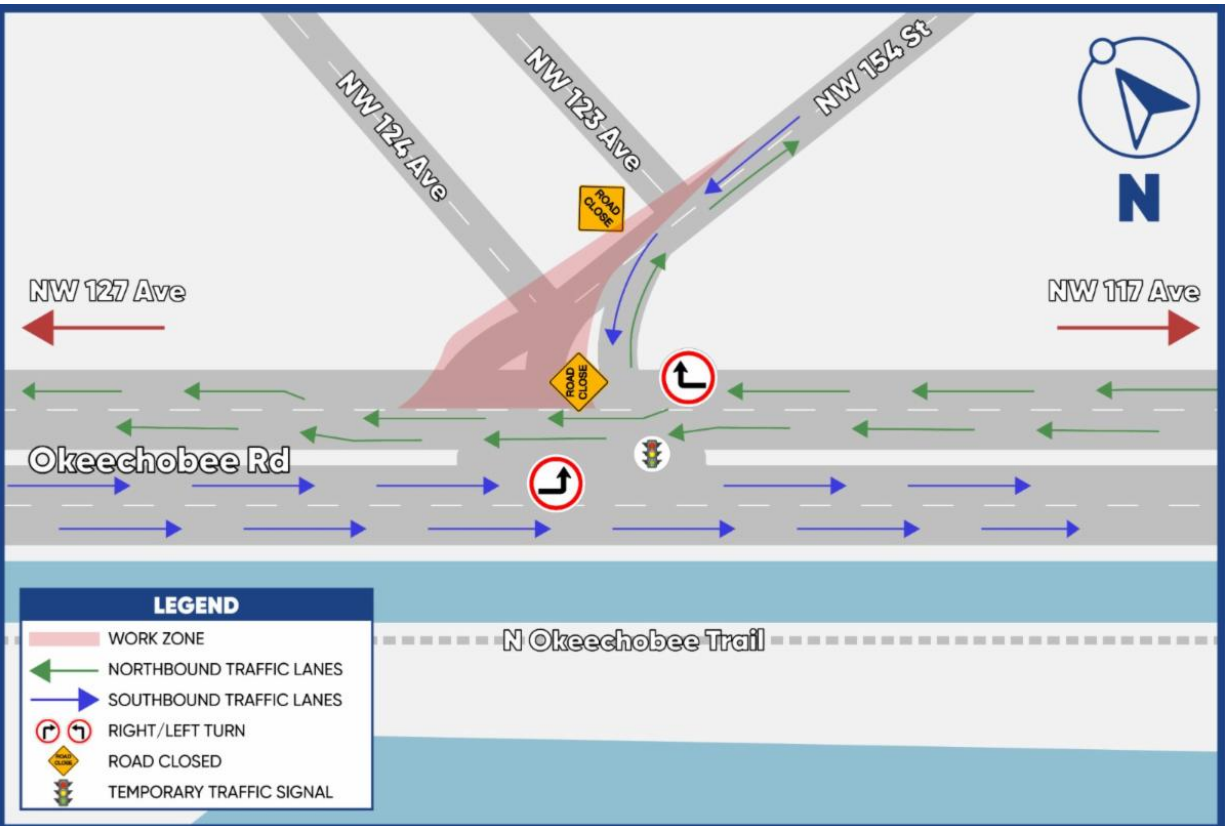 NW 124 Ave
NW 123 Ave
NW 154 St
N
ROAD
CLOSE
NW 127 Ave
NW 117 Ave
ROAD
CLOSE
Okeechobee Rd
N Okeechobee Trail
LEGEND
WORK ZONE
NORTHBOUND TRAFFIC LANES
SOUTHBOUND TRAFFIC LANES
RIGHT/LEFT TURN
ROAD
CLOSE
ROAD CLOSED
TEMPORARY TRAFFIC SIGNAL